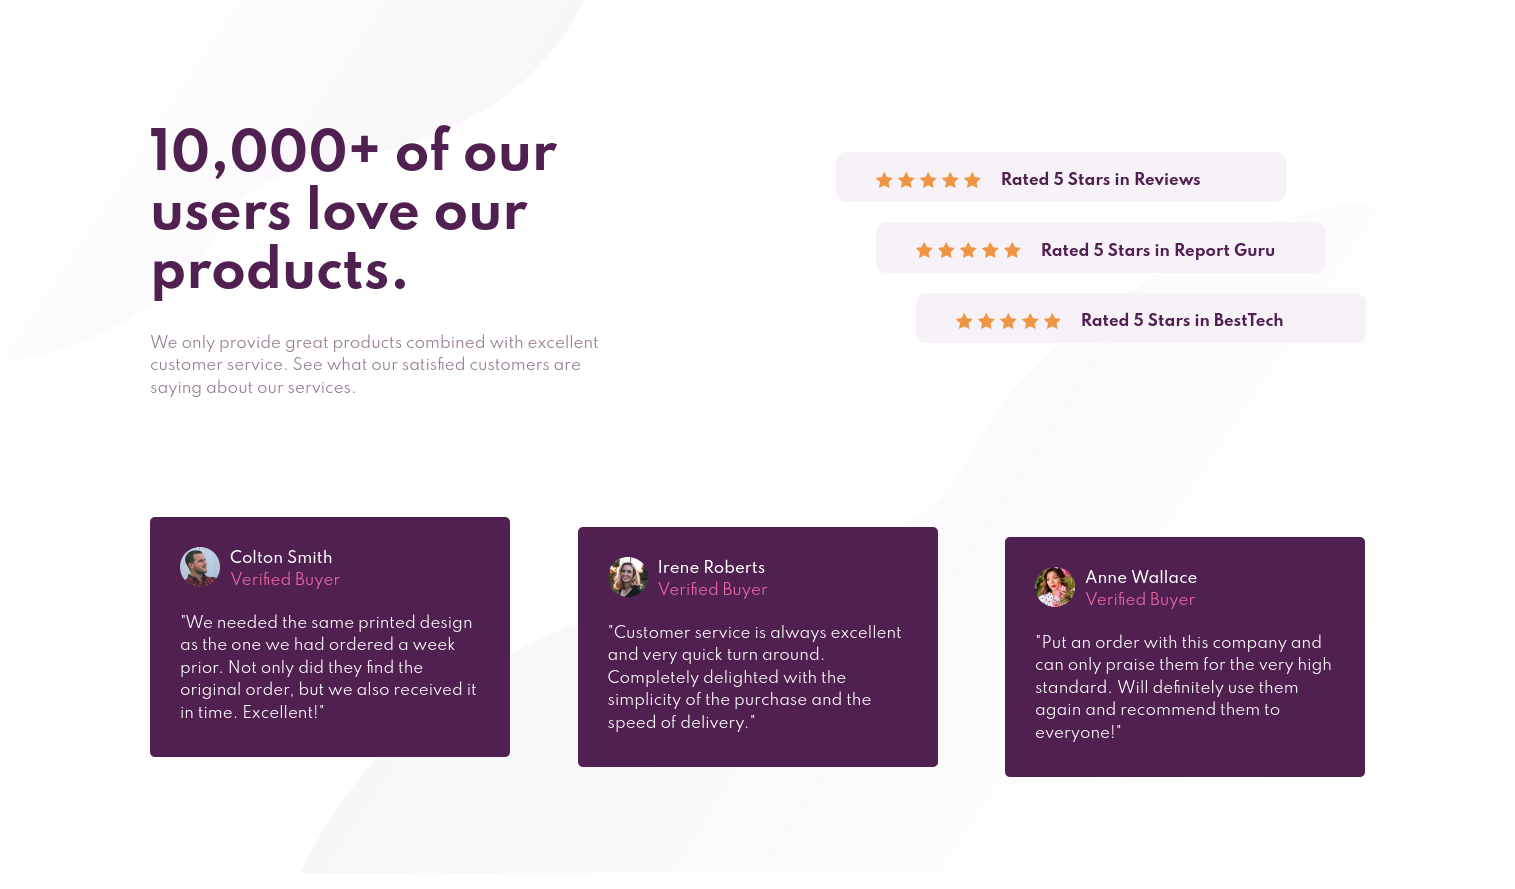 10,000+ of our
users love our
products.
We only provide great products combined with excellent
customer service. See what our satisfied customers are
saying about our services.
Rated 5 Stars in Reviews
Rated 5 Stars in Report Guru
Rated 5 Stars in BestTech
Colton Smith
Verified Buyer
"We needed the same printed design
as the one we had ordered a week
prior. Not only did they find the
original order, but we also received it
in time. Excellent!"
Irene Roberts
Verified Buyer
"Customer service is always excellent
and very quick turn around.
Completely delighted with the
simplicity of the purchase and the
speed of delivery."
Anne Wallace
Verified Buyer
"Put an order with this company and
can only praise them for the very high
standard. Will definitely use them
again and recommend them to
everyone!"